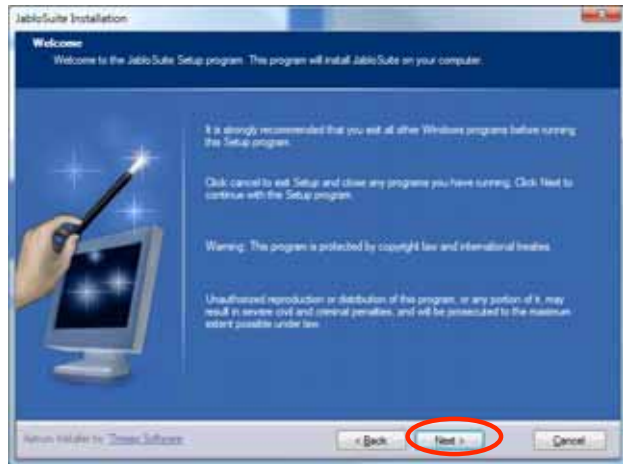 JabloSuite Installation
Welcome
Welcome to the JabloSuite Setup program. This program will install JabloSuite on your computer.
It is strongly recommended that you exit all other Windows programs before running
this Setup program.
Click cancel to exit Setup and close any programs you have running. Click Next to
continue with the Setup program.
Warning: This program is protected by copyright law and international treaties.
Unauthorized reproduction or distribution of this program, or any portion of it, may
result in severe civil and criminal penalties, and will be prosecuted to the maximum
extent possible under law.
Installer by Software
< Back
Next >
Cancel